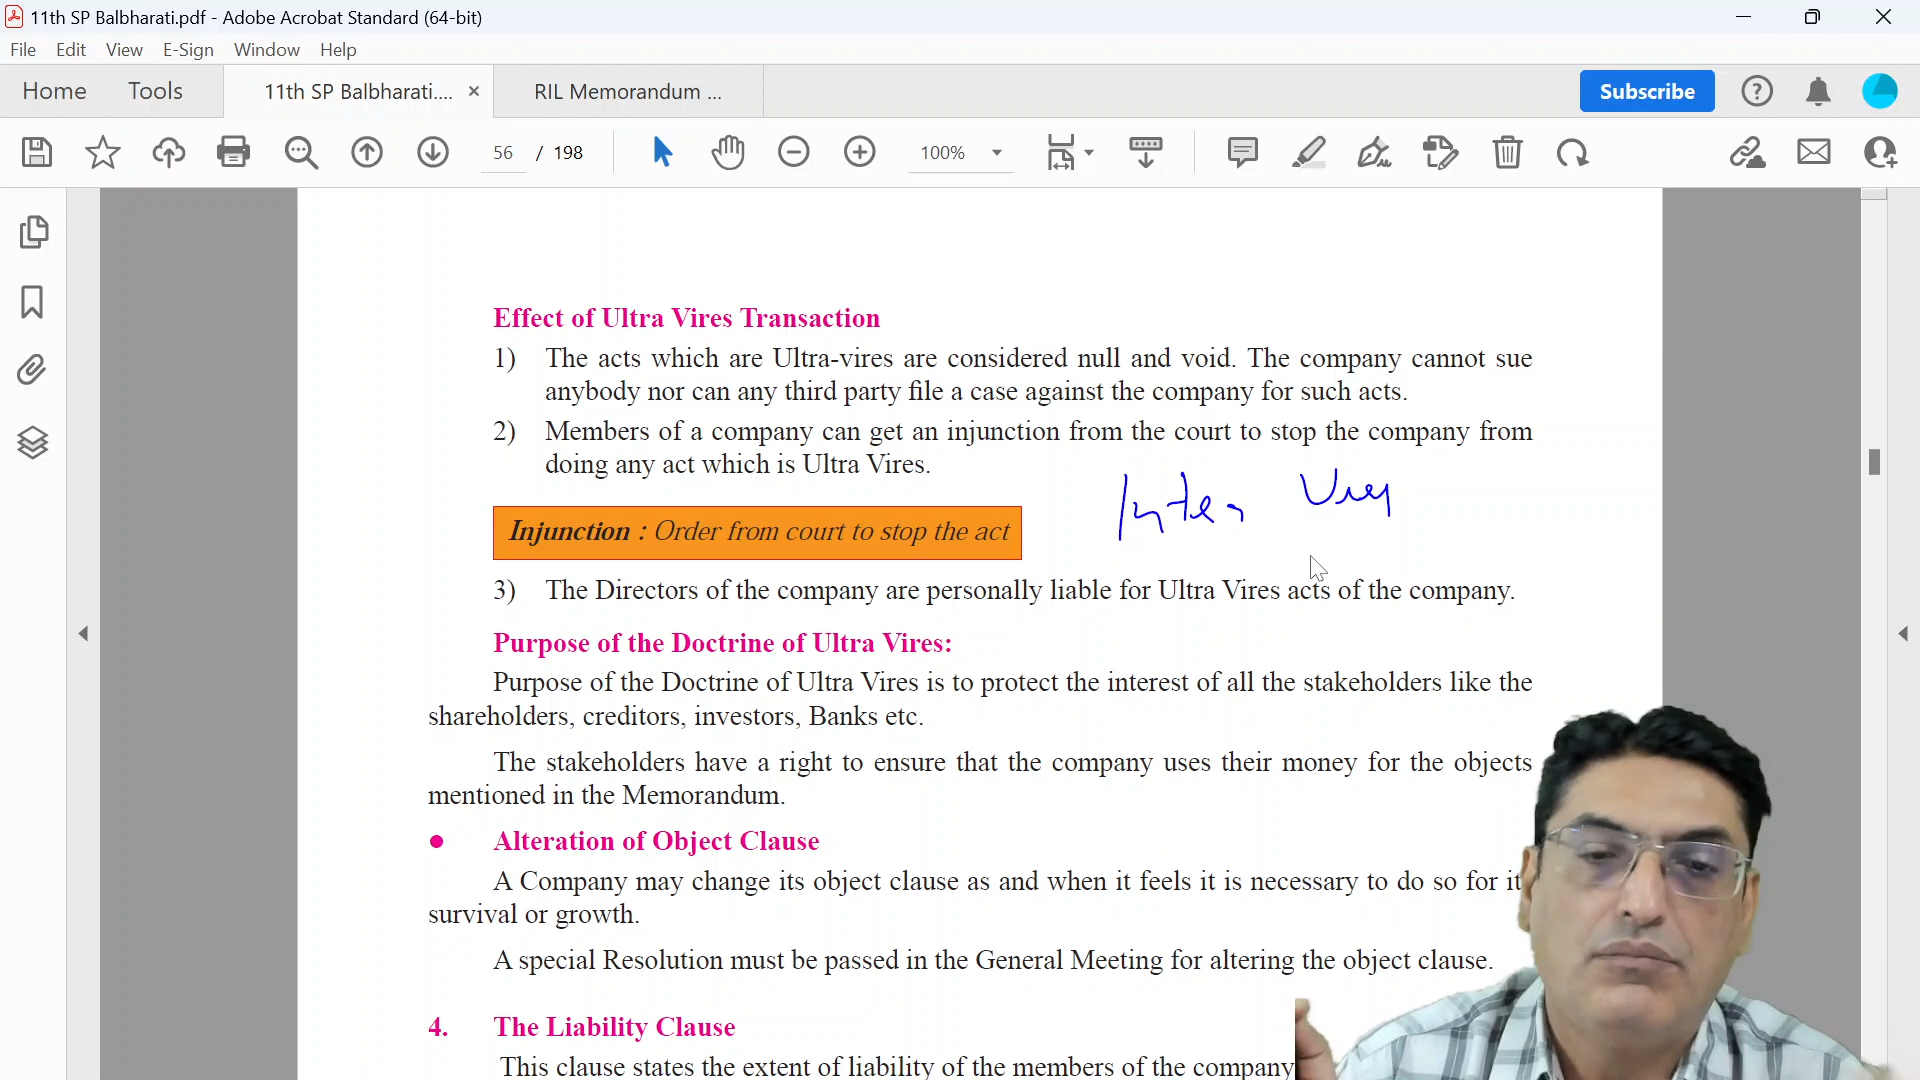 11th SP Balbharati.pdf - Adobe Acrobat Standard (64-bit)
File Edit View E-Sign Window Help
Home Tools 11th SP Balbharati.... × RIL Memorandum ... Subscribe
56 / 198 100%
Effect of Ultra Vires Transaction
1) The acts which are Ultra-vires are considered null and void. The company cannot sue
anybody nor can any third party file a case against the company for such acts.
2) Members of a company can get an injunction from the court to stop the company from
doing any act which is Ultra Vires.
Injunction : Order from court to stop the act
3) The Directors of the company are personally liable for Ultra Vires acts of the company.
Purpose of the Doctrine of Ultra Vires:
Purpose of the Doctrine of Ultra Vires is to protect the interest of all the stakeholders like the
shareholders, creditors, investors, Banks etc.
The stakeholders have a right to ensure that the company uses their money for the objects
mentioned in the Memorandum.
• Alteration of Object Clause
A Company may change its object clause as and when it feels it is necessary to do so for it
survival or growth.
A special Resolution must be passed in the General Meeting for altering the object clause.
4. The Liability Clause
This clause states the extent of liability of the members of the company